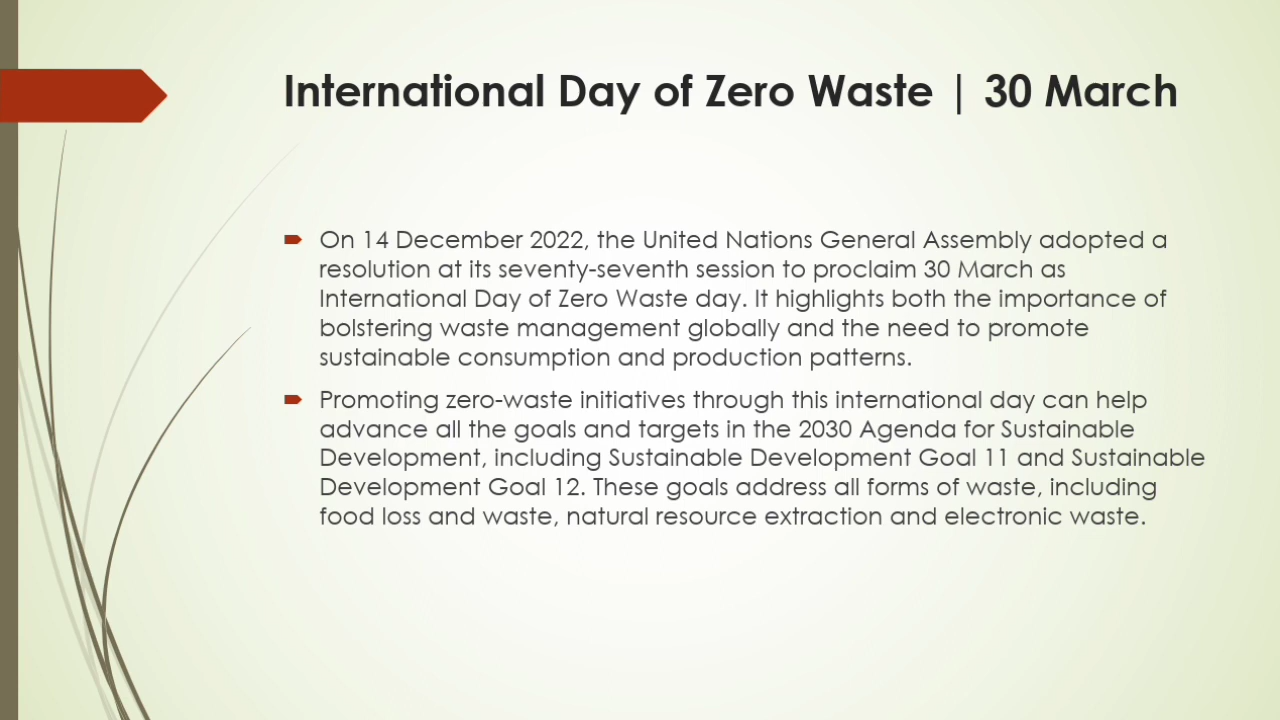 International Day of Zero Waste | 30 March
On 14 December 2022, the United Nations General Assembly adopted a
resolution at its seventy-seventh session to proclaim 30 March as
International Day of Zero Waste day. It highlights both the importance of
bolstering waste management globally and the need to promote
sustainable consumption and production patterns.
Promoting zero-waste initiatives through this international day can help
advance all the goals and targets in the 2030 Agenda for Sustainable
Development, including Sustainable Development Goal 11 and Sustainable
Development Goal 12. These goals address all forms of waste, including
food loss and waste, natural resource extraction and electronic waste.